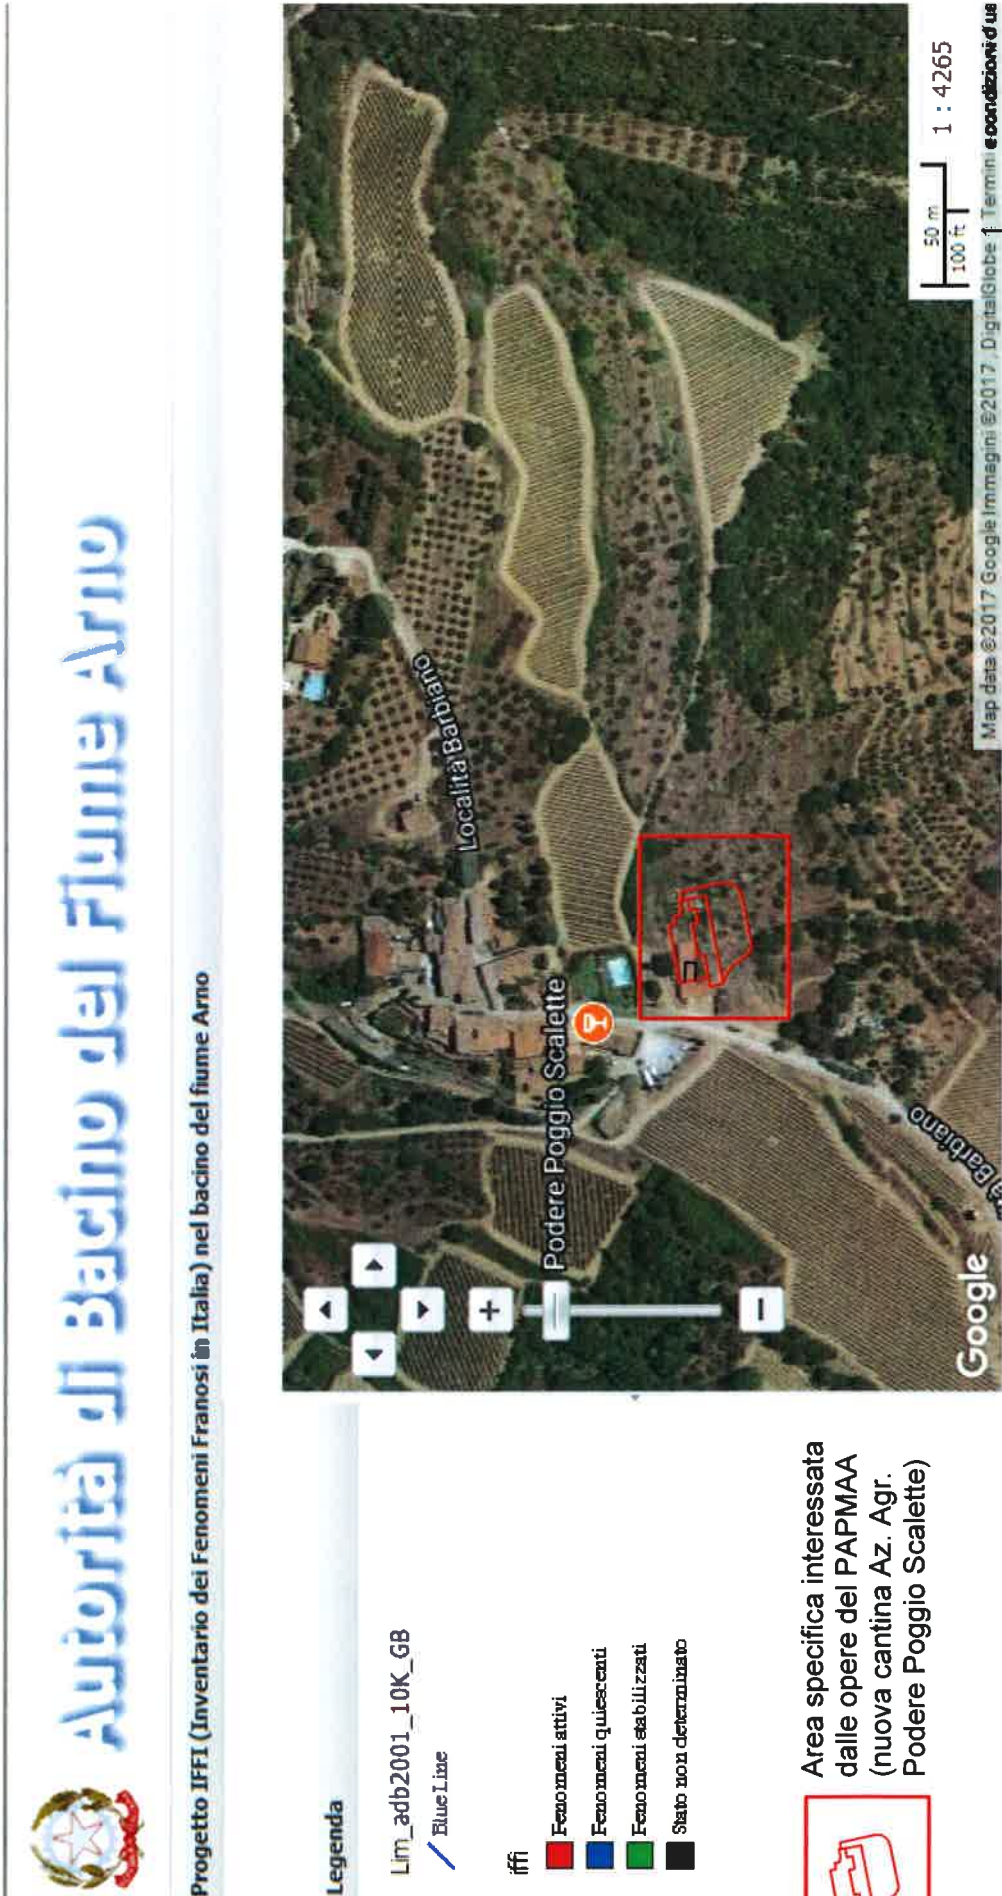 Autorità di Bacino del Fiume Arno
Progetto IFFI (Inventario dei Fenomeni Franosi in Italia) nel bacino del fiume Arno
Legenda
Lim_adb2001_10K_GB
Blue Line
iffi
Fenomeni attivi
Fenomeni quiescenti
Fenomeni stabilizzati
Stato non determinato
Area specifica interessata
dalle opere del PAPMAA
(nuova cantina Az. Agr.
Podere Poggio Scalette)
Località Barbiano
Podere Poggio Scalette
Barbiano
Google
50 m
100 ft
1 : 4265
Map data ©2017 Google Immagini ©2017, DigitalGlobe Termini e condizioni d'us